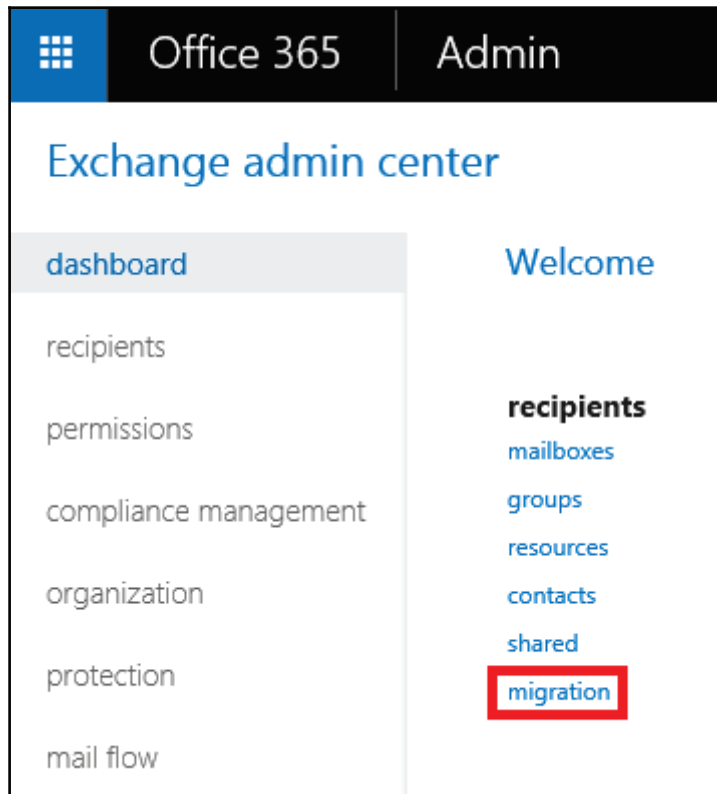 Office 365 Admin
Exchange admin center
dashboard
recipients
permissions
compliance management
organization
protection
mail flow
Welcome
recipients
mailboxes
groups
resources
contacts
shared
migration